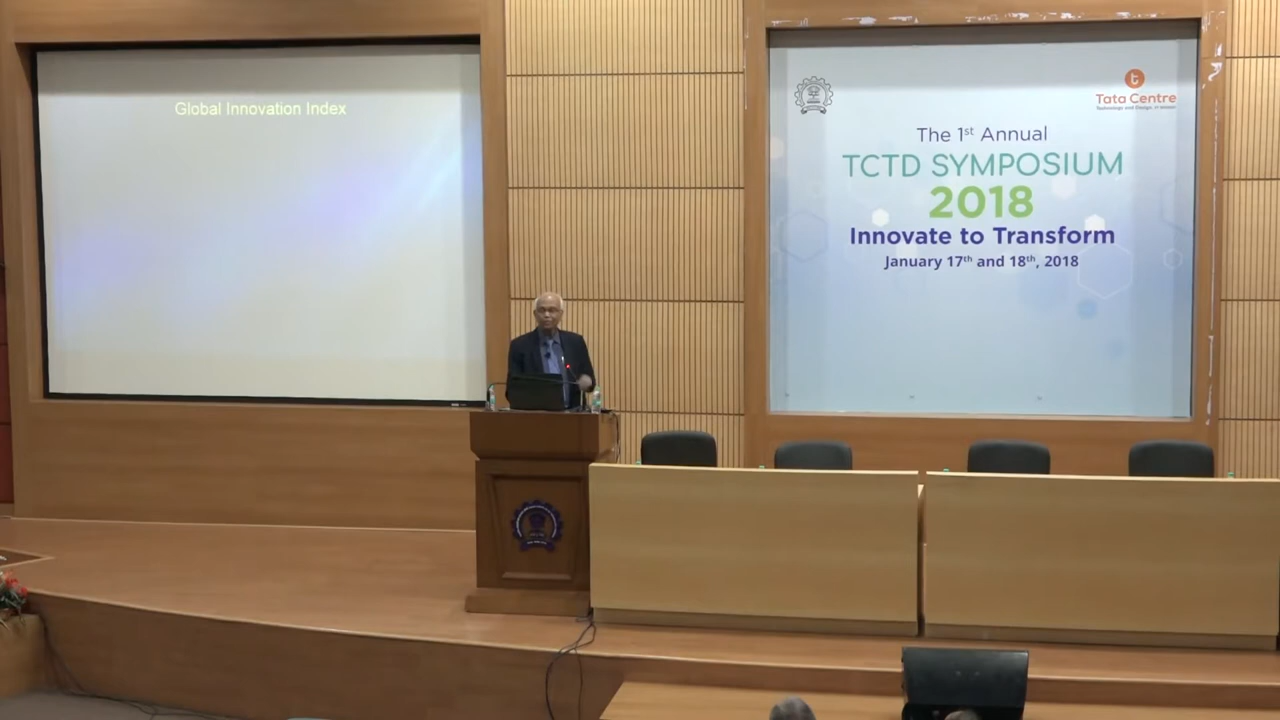 Global Innovation Index
Tata Centre
The 1st Annual
TCTD SYMPOSIUM
2018
Innovate to Transform
January 17th and 18th, 2018